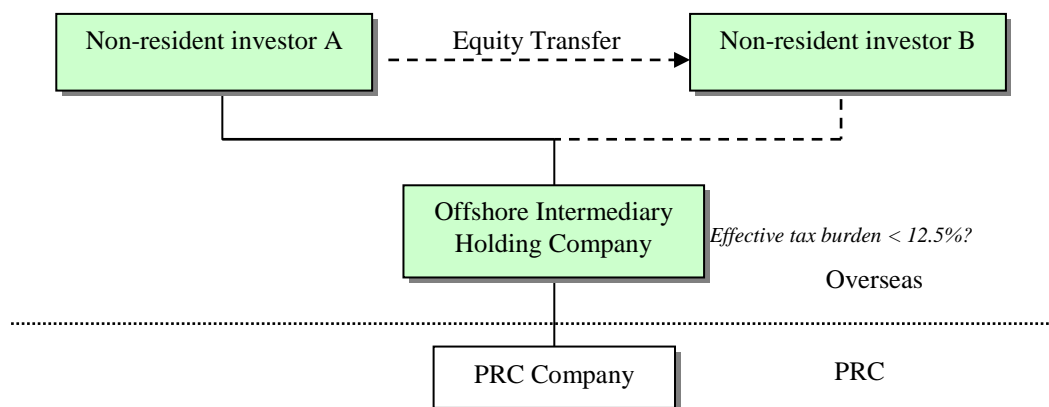 Non-resident investor A
Equity Transfer
Non-resident investor B
Offshore Intermediary
Holding Company
Effective tax burden < 12.5%?
Overseas
PRC Company
PRC